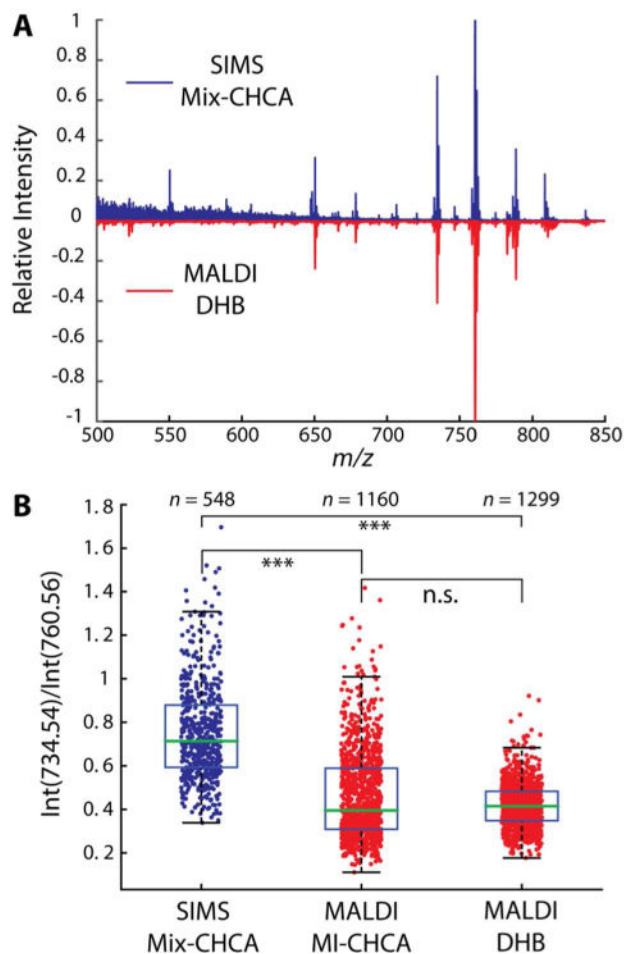 A
SIMS
Mix-CHCA
MALDI
DHB
Relative Intensity
1
0.8
0.6
0.4
0.2
0
-0.2
-0.4
-0.6
-0.8
-1
500 550 600 650 700 750 800 850
m/z
B
n = 548 n = 1160 n = 1299
***
***
n.s.
Int(734.54)/Int(760.56)
1.8
1.6
1.4
1.2
1
0.8
0.6
0.4
0.2
SIMS MALDI MALDI
Mix-CHCA MI-CHCA DHB